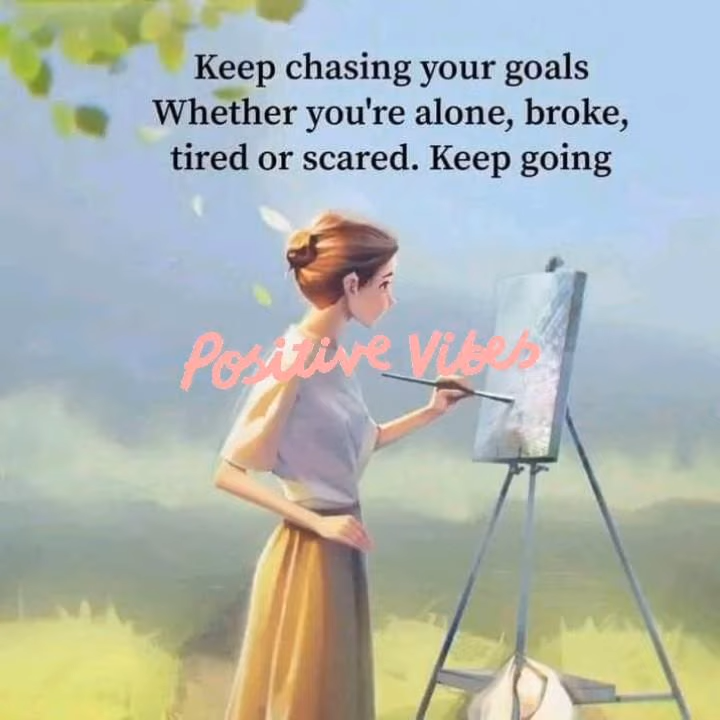 Keep chasing your goals
Whether you're alone, broke,
tired or scared. Keep going
Positive Vibes